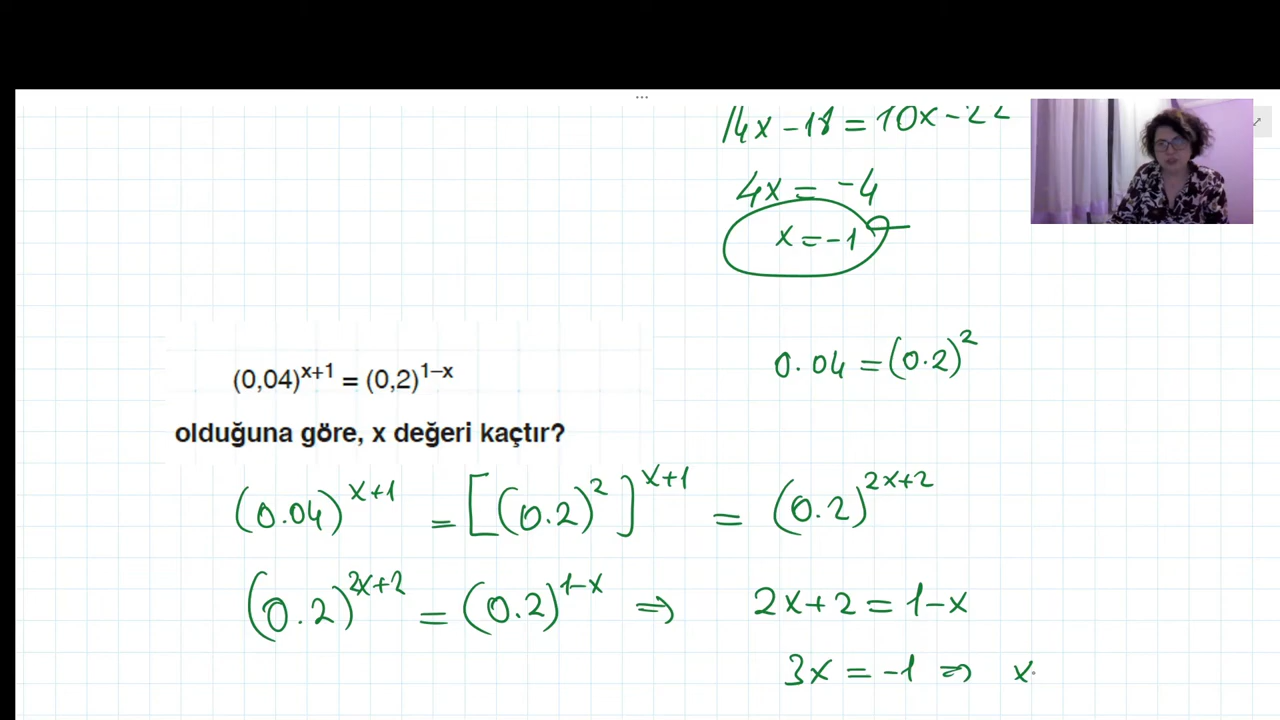 14x-18=10x-22
4x=-4
x=-1
(0,04)^{x+1} = (0,2)^{1–x}
0.04=(0.2)^2
olduğuna göre, x değeri kaçtır?
(0.04)^{x+1} = [(0.2)^2]^{x+1} = (0.2)^{2x+2}
(0.2)^{2x+2} = (0.2)^{1-x} ⇒ 2x+2=1-x
3x=-1 ⇒ x